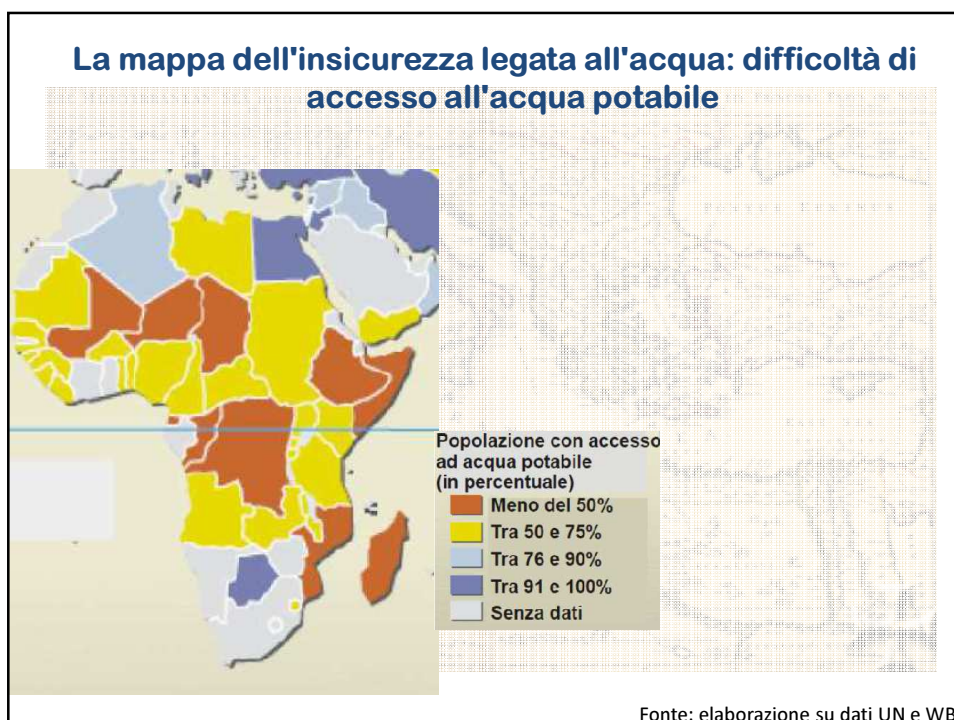 La mappa dell'insicurezza legata all'acqua: difficoltà di
accesso all'acqua potabile
Popolazione con accesso
ad acqua potabile
(in percentuale)
Meno del 50%
Tra 50 e 75%
Tra 76 e 90%
Tra 91 e 100%
Senza dati
Fonte: elaborazione su dati UN e WB